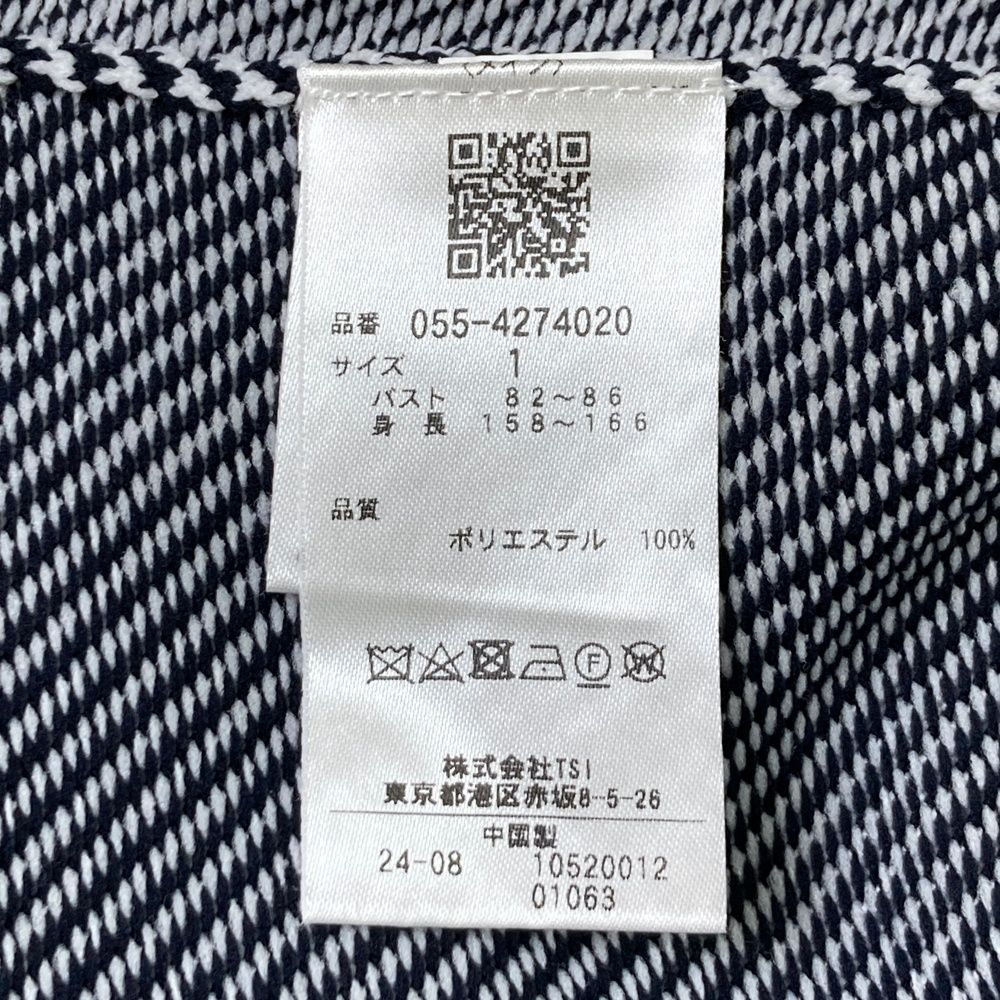 品番 055-4274020
サイズ 1
バスト 82～86
身長 158～166
品質
ポリエステル 100%
F
W
株式会社TSI
東京都港区赤坂8-5-26
中国製
24-08 10520012
01063